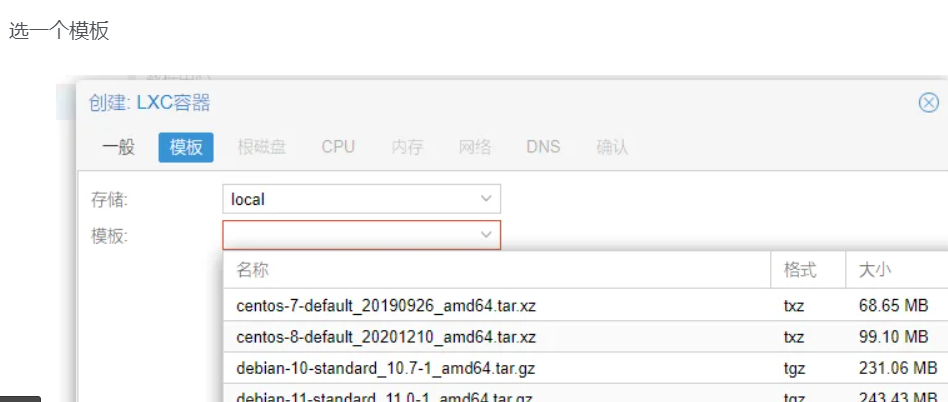 选一个模板
创建: LXC容器
一般 模板 根磁盘 CPU 内存 网络 DNS 确认
存储: local
模板:
名称 格式 大小
centos-7-default_20190926_amd64.tar.xz txz 68.65 MB
centos-8-default_20201210_amd64.tar.xz txz 99.10 MB
debian-10-standard_10.7-1_amd64.tar.gz tgz 231.06 MB
debian-11-standard_11.0-1_amd64.tar.gz tgz 243.43 MB